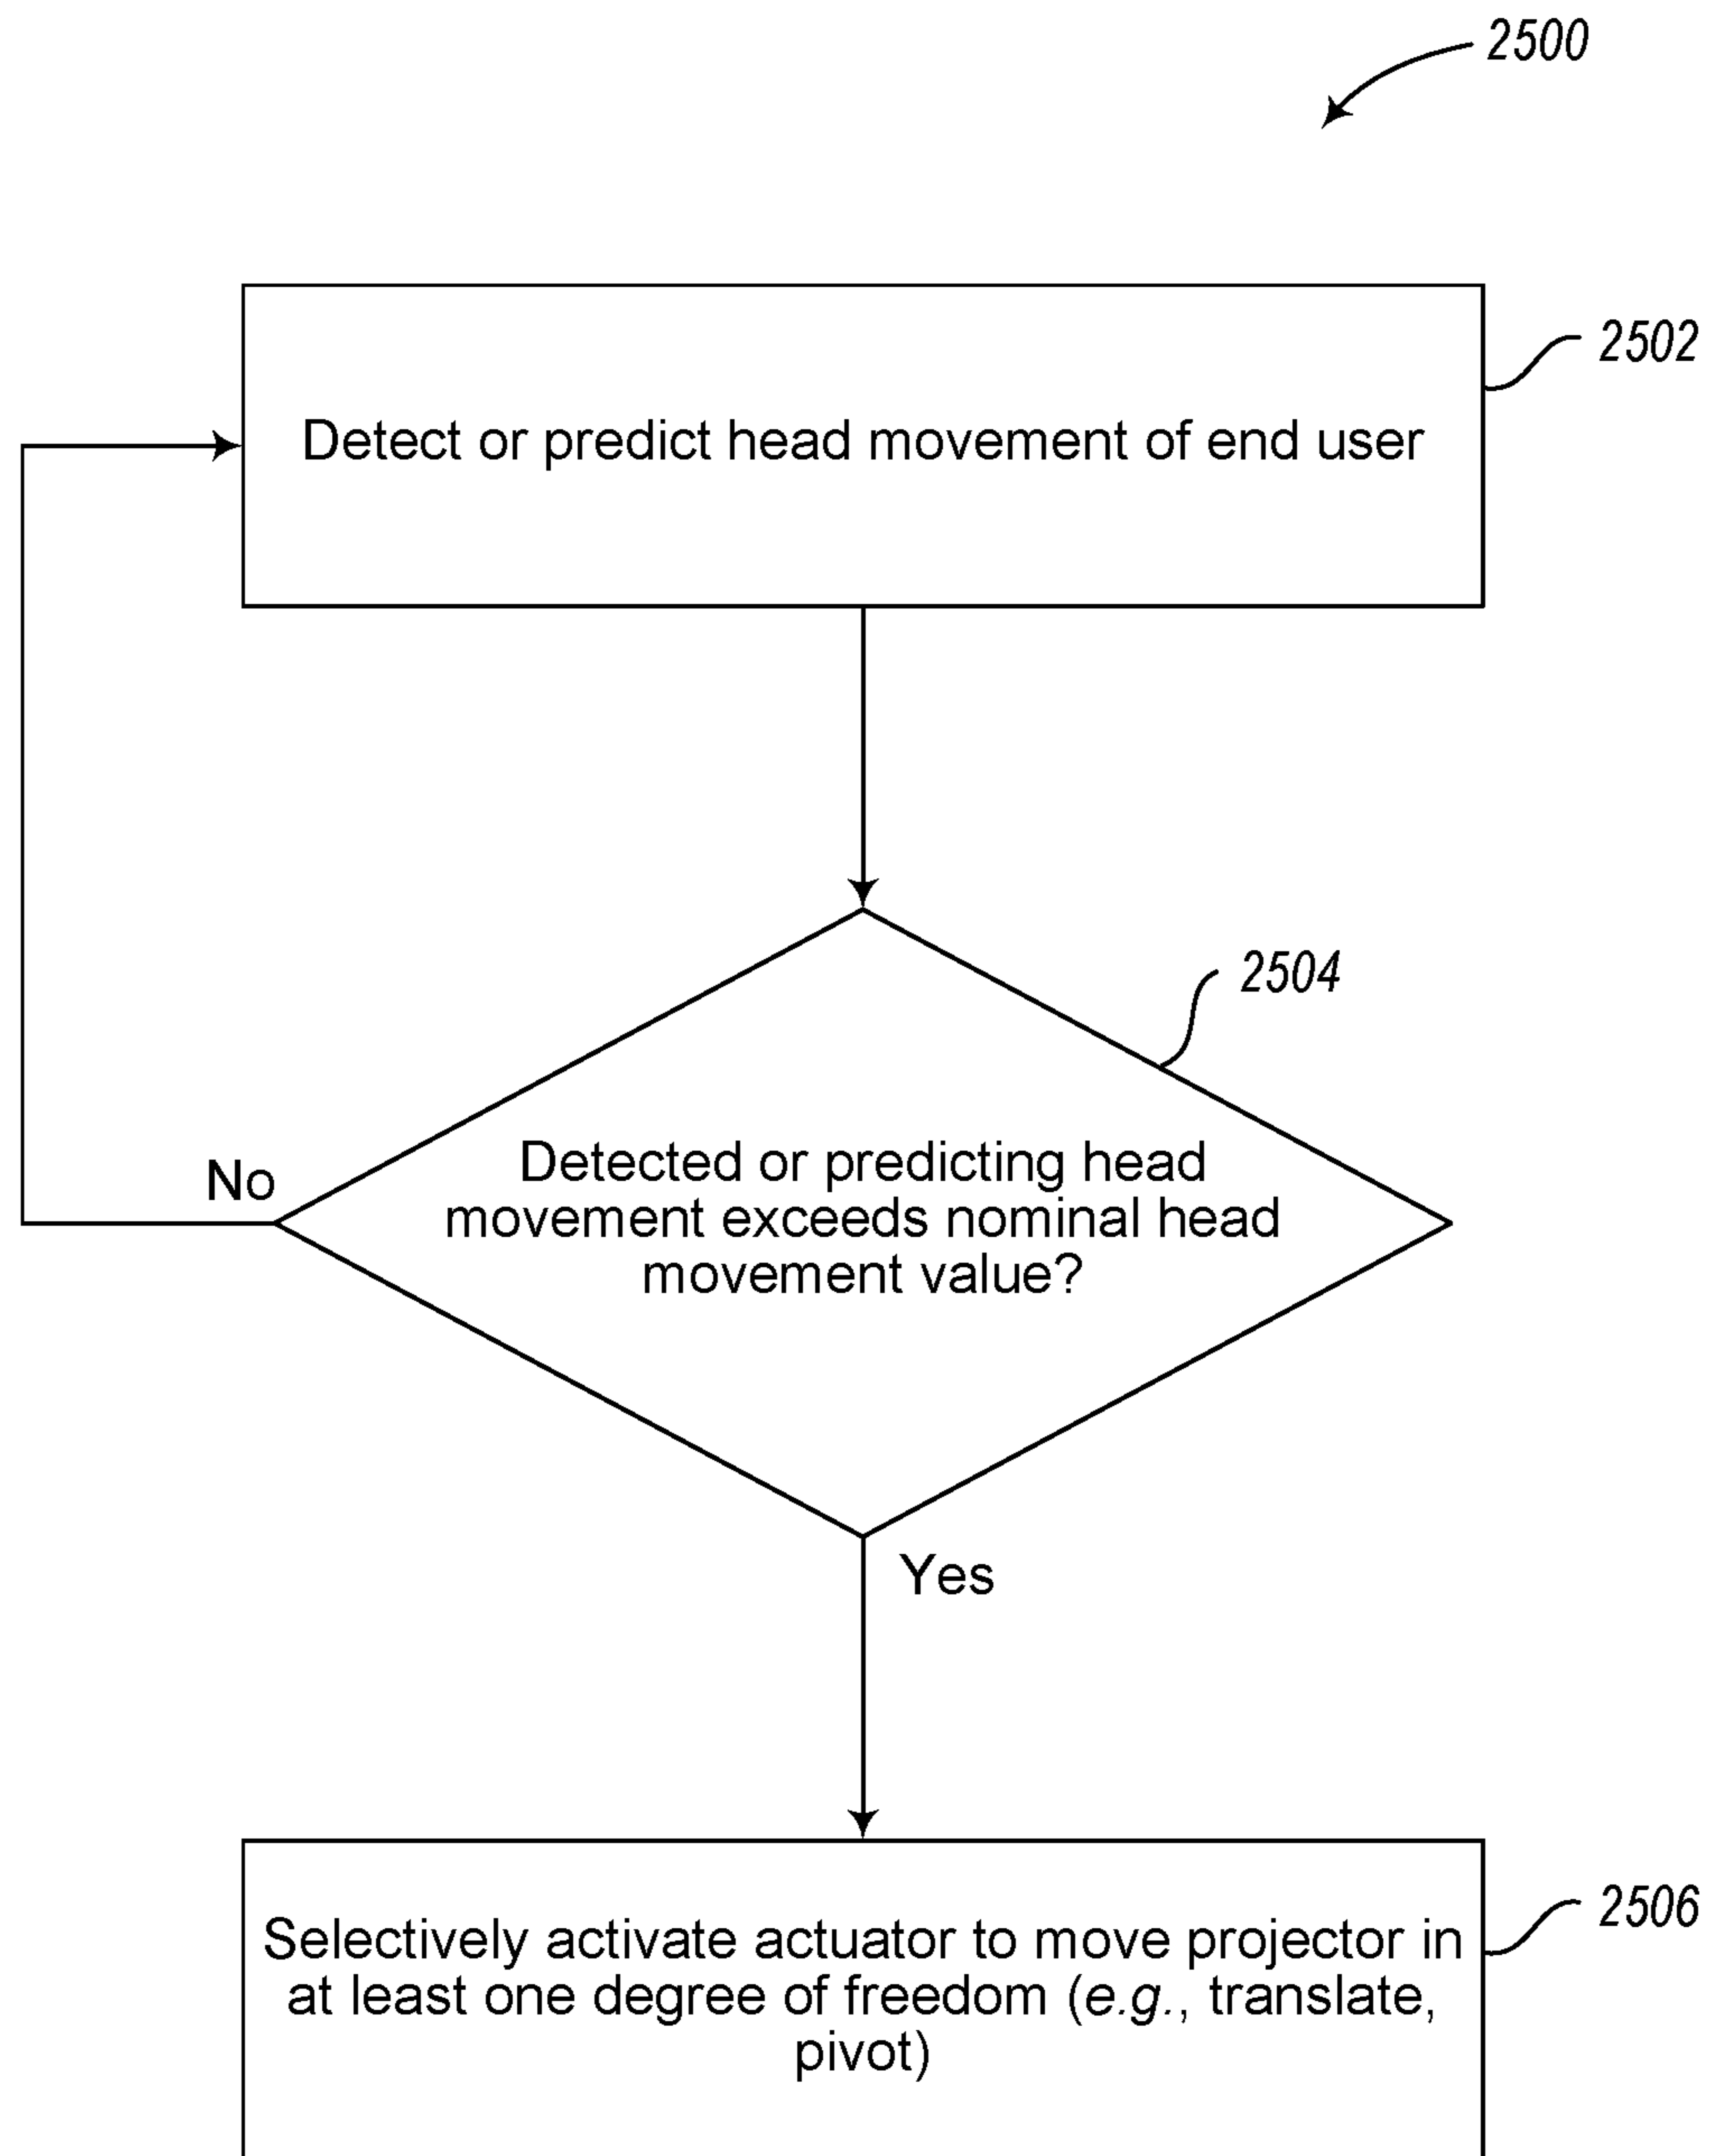 2500
2502
Detect or predict head movement of end user
2504
Detected or predicting head
movement exceeds nominal head
movement value?
No
Yes
2506
Selectively activate actuator to move projector in
at least one degree of freedom (e.g., translate,
pivot)